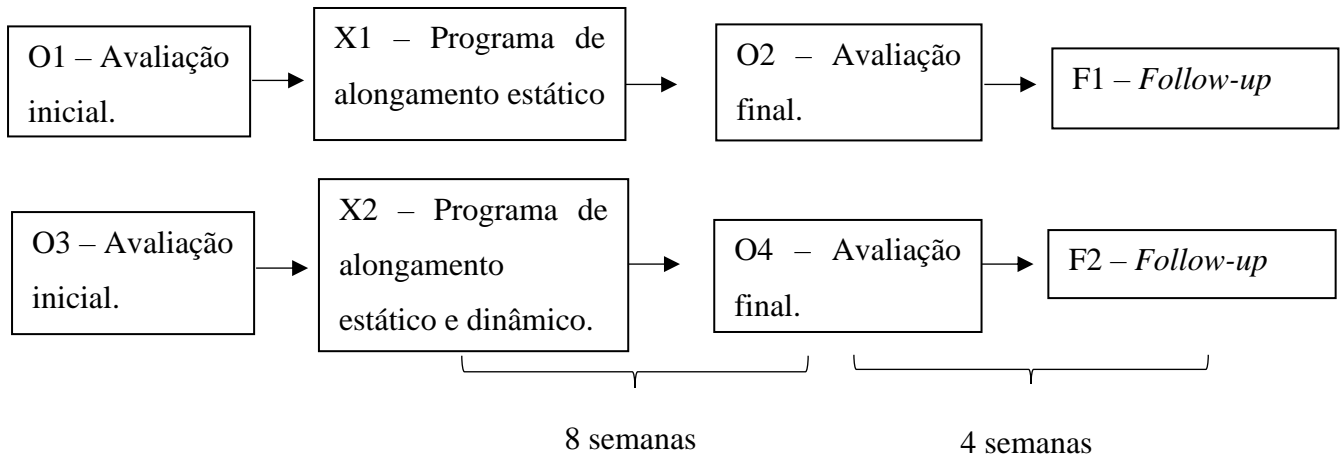 O1 – Avaliação
inicial.
X1 – Programa de
alongamento estático
O2 – Avaliação
final.
F1 – Follow-up
O3 – Avaliação
inicial.
X2 – Programa de
alongamento
estático e dinâmico.
O4 – Avaliação
final.
F2 – Follow-up
8 semanas
4 semanas